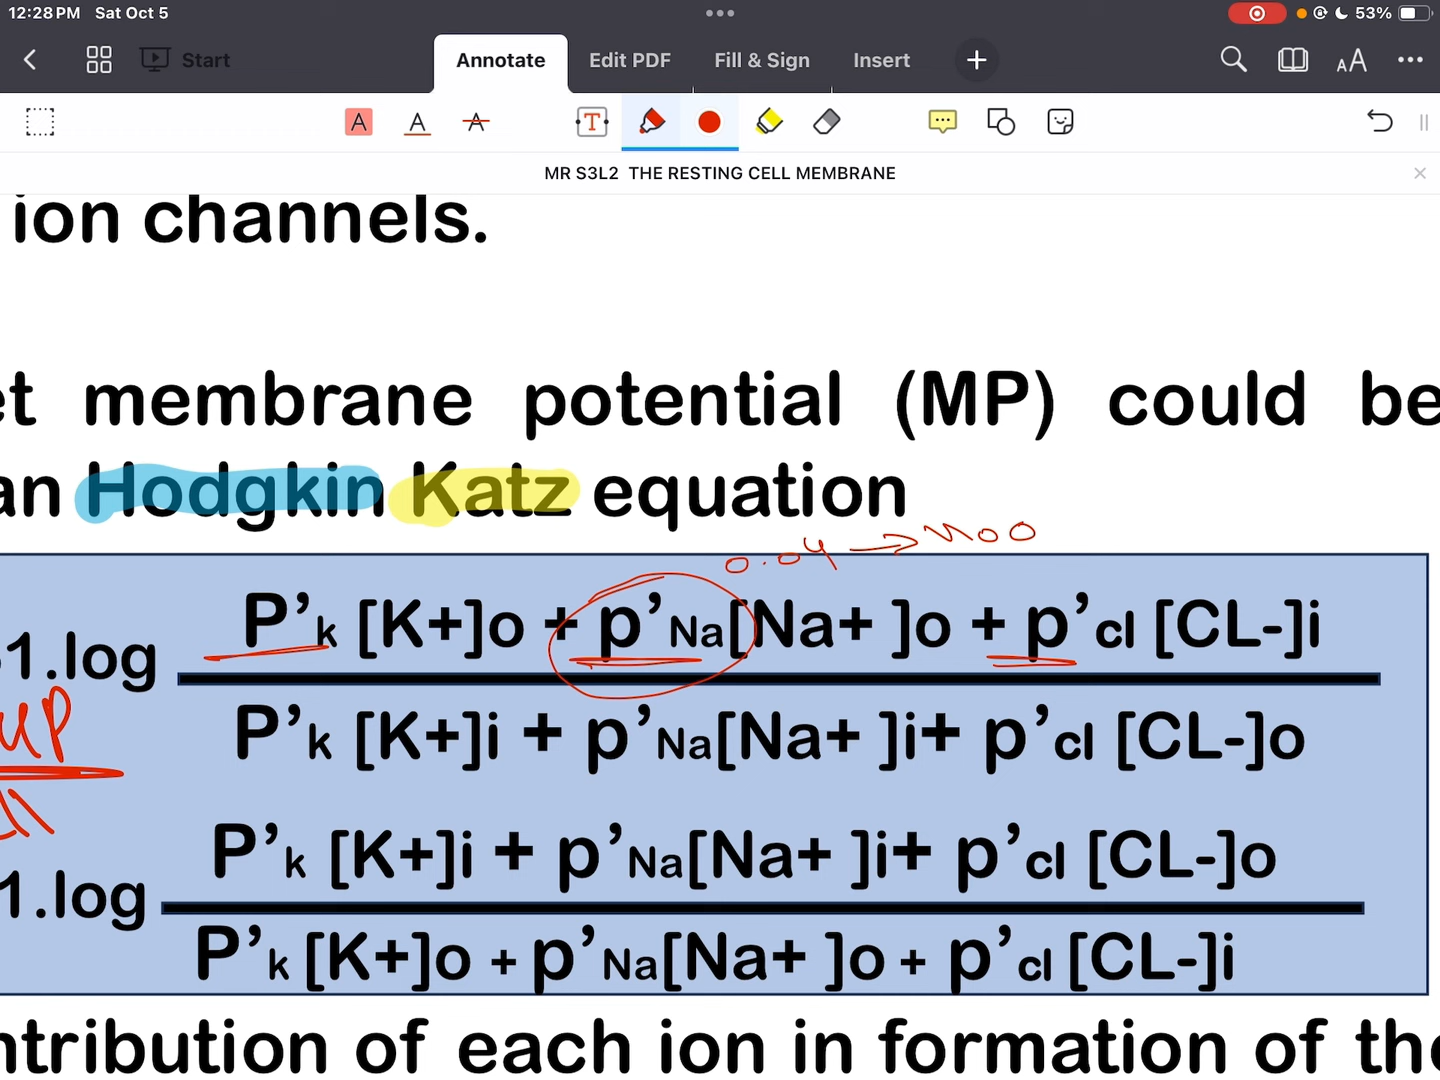 12:28 PM Sat Oct 5
53%
Start
Annotate
Edit PDF
Fill & Sign
Insert
AA
A A A T
MR S3L2 THE RESTING CELL MEMBRANE
ion channels.
et membrane potential (MP) could be
an Hodgkin Katz equation
0.04 → 400
P'k [K+]o + p'Na[Na+ ]o + p'cl [CL-]i
1.log
P'k [K+]i + p'Na[Na+ ]i+ p'cl [CL-]o
MP
P'k [K+]i + p'Na[Na+ ]i+ p'cl [CL-]o
1.log
P'k [K+]o + p'Na[Na+ ]o + p'cl [CL-]i
ntribution of each ion in formation of the